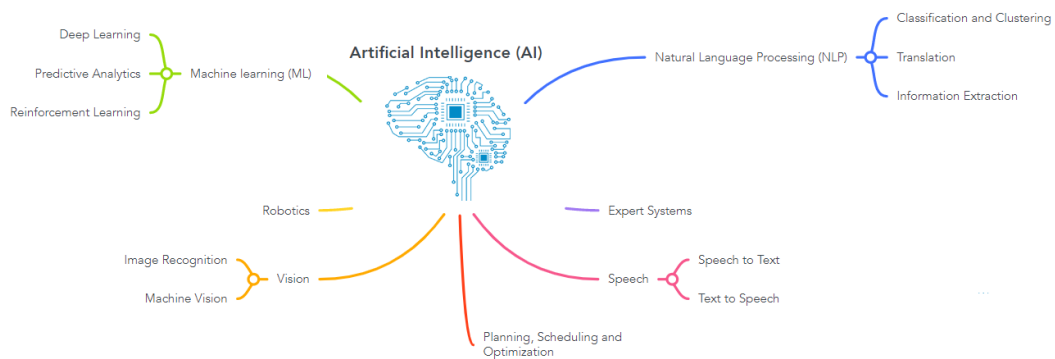 Artificial Intelligence (AI)
Deep Learning
Predictive Analytics
Reinforcement Learning
Machine learning (ML)
Natural Language Processing (NLP)
Classification and Clustering
Translation
Information Extraction
Robotics
Expert Systems
Image Recognition
Machine Vision
Vision
Speech
Speech to Text
Text to Speech
Planning, Scheduling and
Optimization